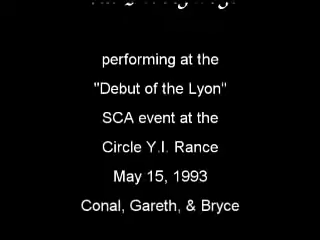 performing at the
"Debut of the Lyon"
SCA event at the
Circle Y.I. Rance
May 15, 1993
Conal, Gareth, & Bryce